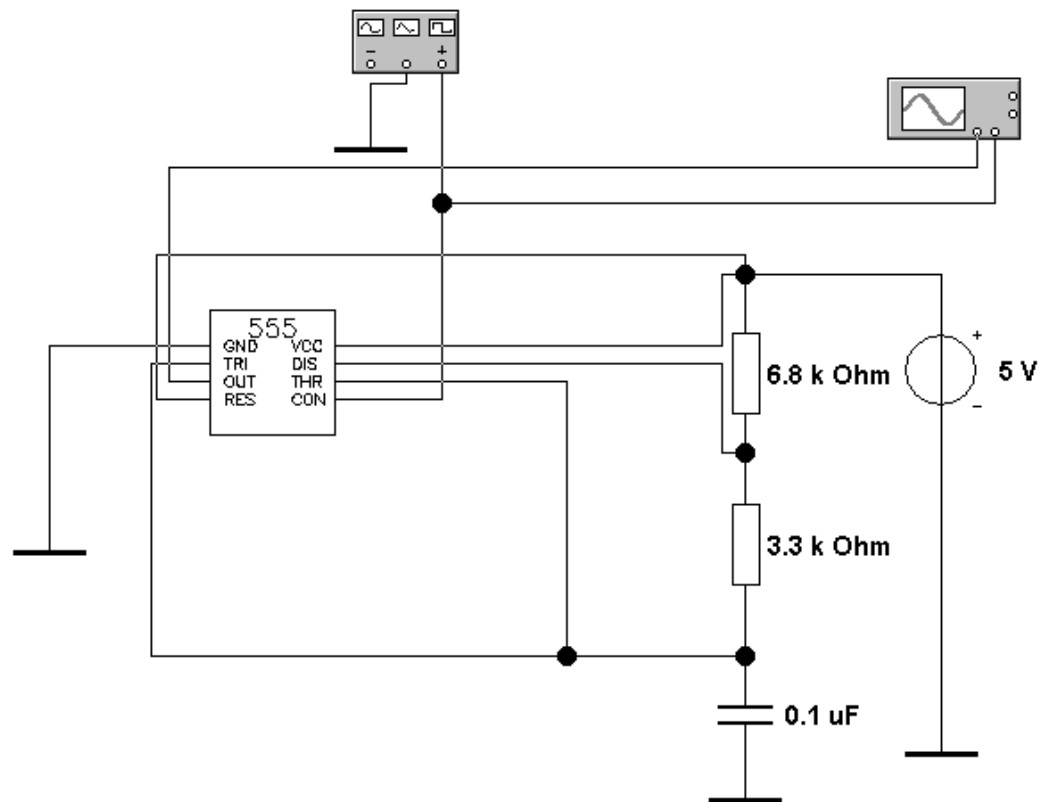 − +
555
GND VCC
TRI DIS
OUT THR
RES CON
+
6.8 k Ohm
5 V
−
3.3 k Ohm
0.1 uF